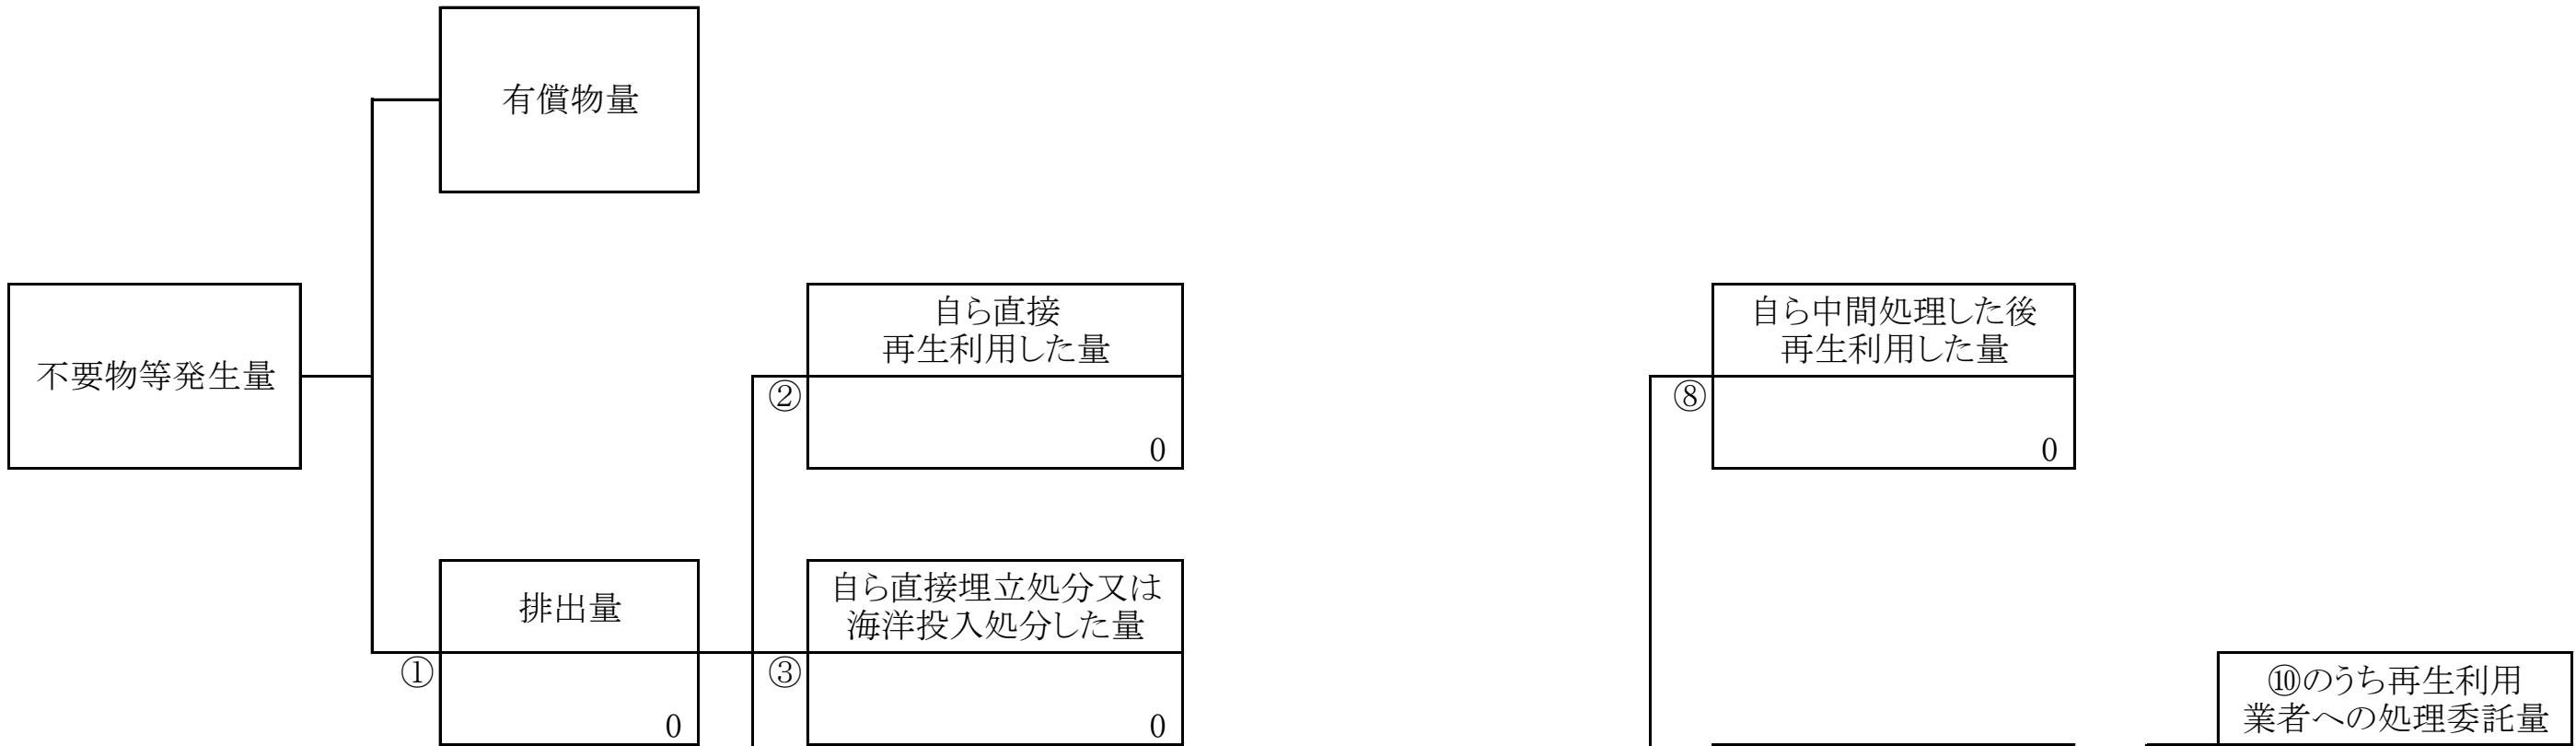 有償物量
不要物等発生量
自ら直接
再生利用した量
②
0
自ら中間処理した後
再生利用した量
⑧
0
排出量
①
0
自ら直接埋立処分又は
海洋投入処分した量
③
0
⑩のうち再生利用
業者への処理委託量